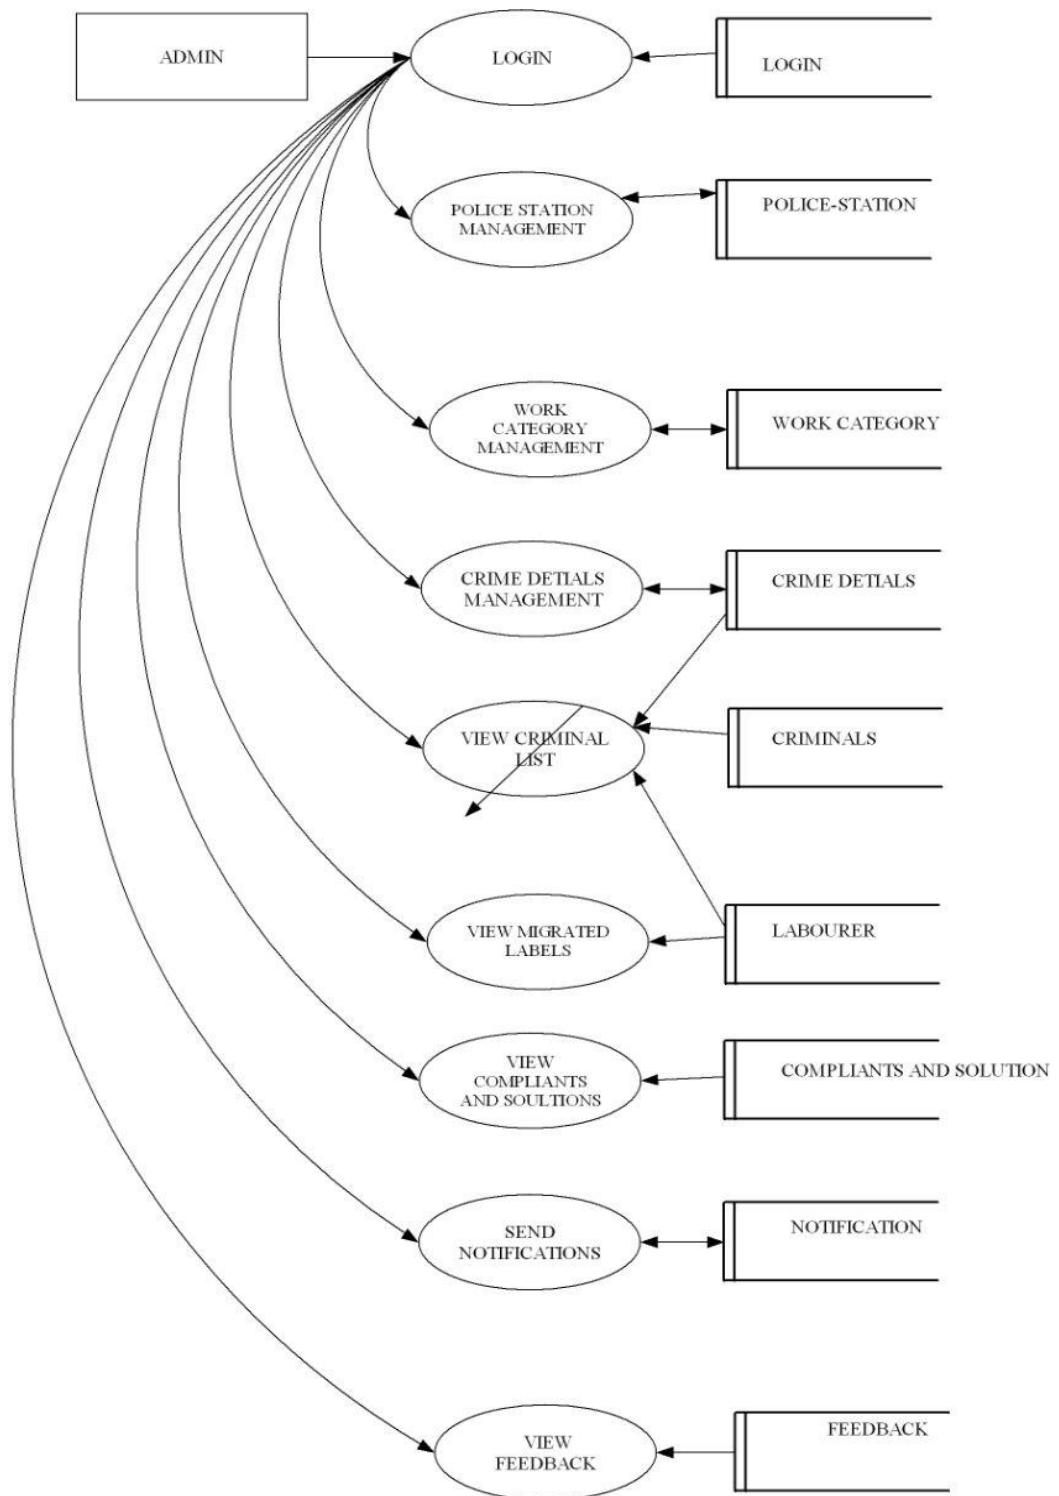 ADMIN
LOGIN
LOGIN
POLICE STATION
MANAGEMENT
POLICE-STATION
WORK
CATEGORY
MANAGEMENT
WORK CATEGORY
CRIME DETIALS
MANAGEMENT
CRIME DETIALS
VIEW CRIMINAL
LIST
CRIMINALS
VIEW MIGRATED
LABELS
LABOURER
VIEW
COMPLIANTS
AND SOULTIONS
COMPLIANTS AND SOLUTION
SEND
NOTIFICATIONS
NOTIFICATION
VIEW
FEEDBACK
FEEDBACK